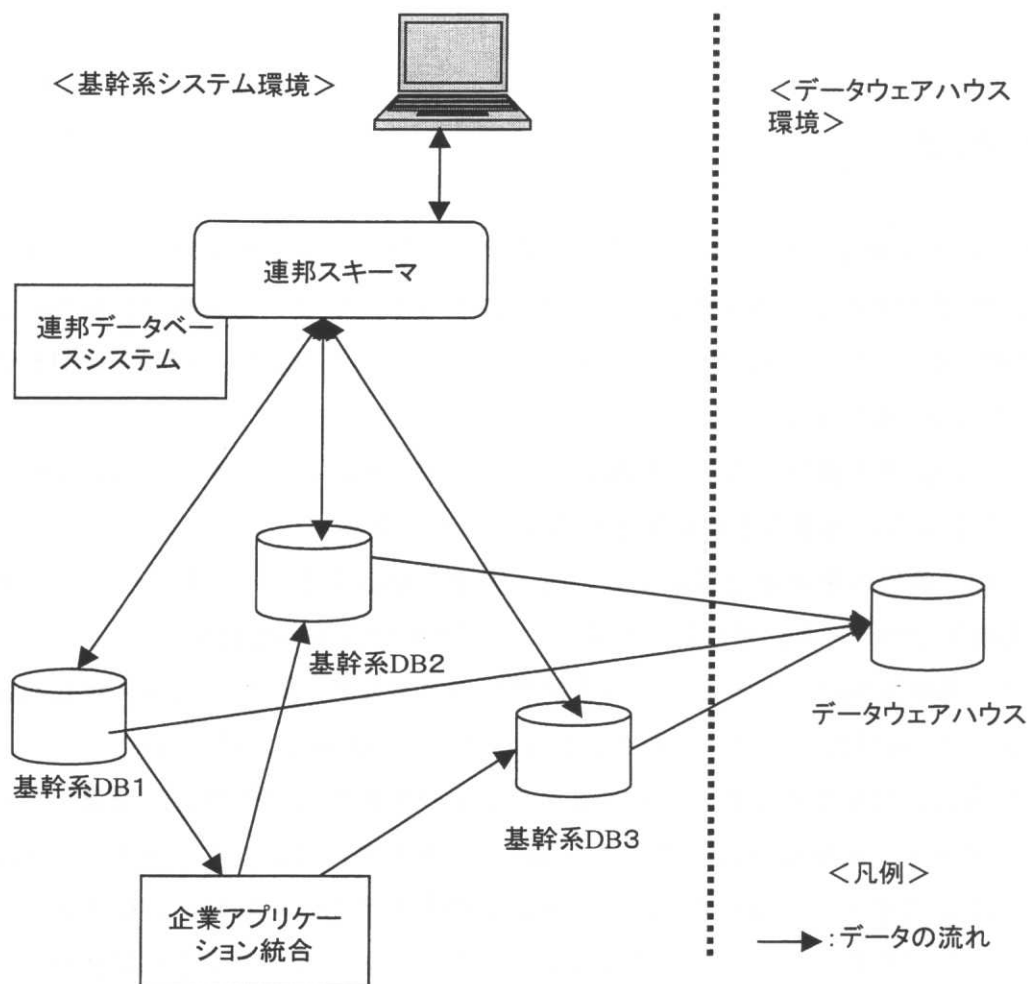 ＜基幹系システム環境＞
＜データウェアハウス
環境＞
連邦スキーマ
連邦データベー
スシステム
基幹系DB2
データウェアハウス
基幹系DB1
基幹系DB3
＜凡例＞
企業アプリケー
ション統合
:データの流れ